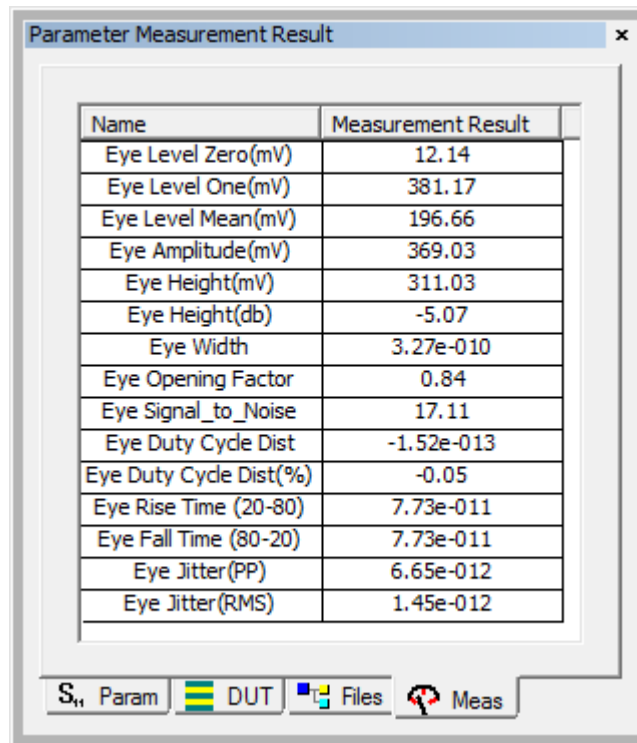 Parameter Measurement Result
Name Measurement Result
Eye Level Zero(mV) 12.14
Eye Level One(mV) 381.17
Eye Level Mean(mV) 196.66
Eye Amplitude(mV) 369.03
Eye Height(mV) 311.03
Eye Height(db) -5.07
Eye Width 3.27e-010
Eye Opening Factor 0.84
Eye Signal_to_Noise 17.11
Eye Duty Cycle Dist -1.52e-013
Eye Duty Cycle Dist(%) -0.05
Eye Rise Time (20-80) 7.73e-011
Eye Fall Time (80-20) 7.73e-011
Eye Jitter(PP) 6.65e-012
Eye Jitter(RMS) 1.45e-012
S11 Param DUT Files Meas